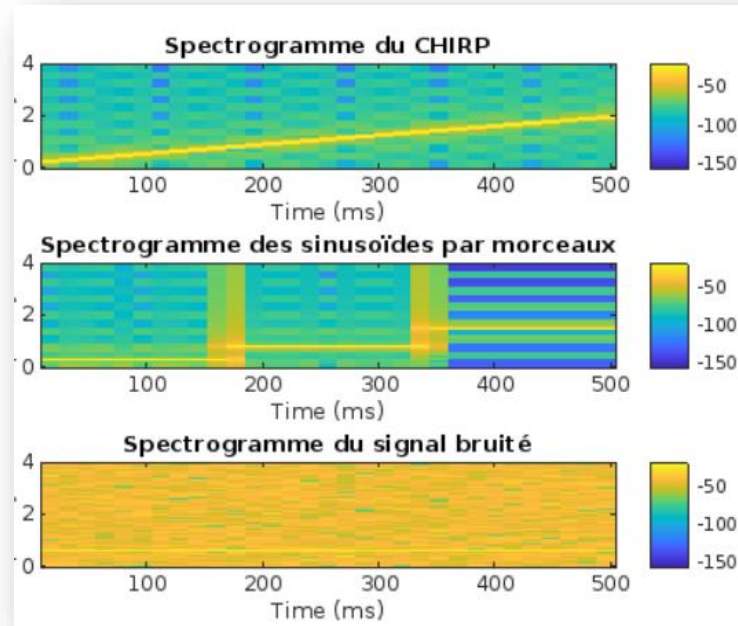 Spectrogramme du CHIRP
4
2
0
100 200 300 400 500
Time (ms)
-50
-100
-150
Spectrogramme des sinusoïdes par morceaux
4
2
0
100 200 300 400 500
Time (ms)
-50
-100
-150
Spectrogramme du signal bruité
4
2
0
100 200 300 400 500
Time (ms)
-50
-100
-150